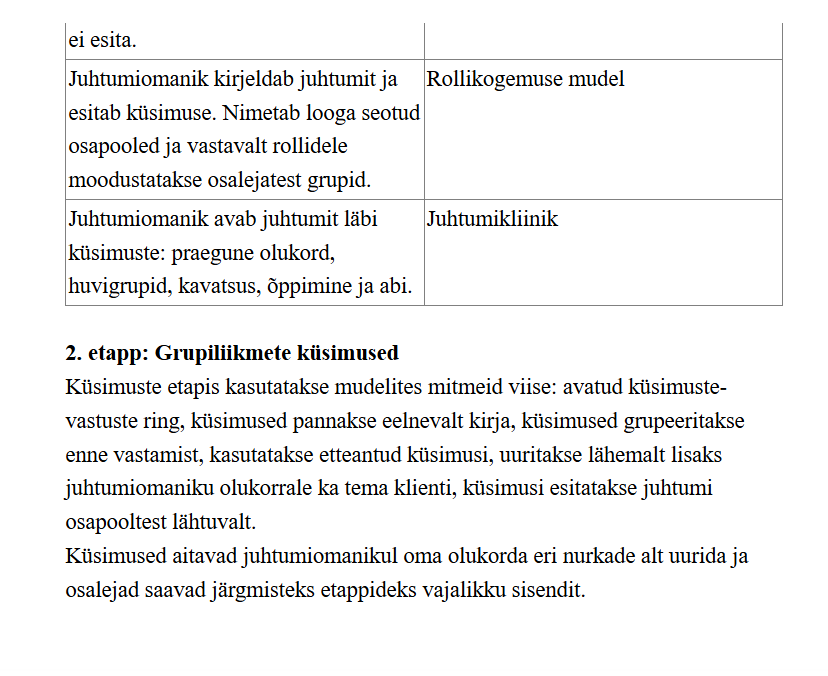 ei esita.
Juhtumiomanik kirjeldab juhtumit ja
esitab küsimuse. Nimetab looga seotud
osapooled ja vastavalt rollidele
moodustatakse osalejatest grupid.
Rollikogemuse mudel
Juhtumiomanik avab juhtumit läbi
küsimuste: praegune olukord,
huvigrupid, kavatsus, õppimine ja abi.
Juhtumikliinik
2. etapp: Grupiliikmete küsimused
Küsimuste etapis kasutatakse mudelites mitmeid viise: avatud küsimuste-
vastuste ring, küsimused pannakse eelnevalt kirja, küsimused grupeeritakse
enne vastamist, kasutatakse etteantud küsimusi, uuritakse lähemalt lisaks
juhtumiomaniku olukorrale ka tema klienti, küsimusi esitatakse juhtumi
osapooltest lähtuvalt.
Küsimused aitavad juhtumiomanikul oma olukorda eri nurkade alt uurida ja
osalejad saavad järgmisteks etappideks vajalikku sisendit.